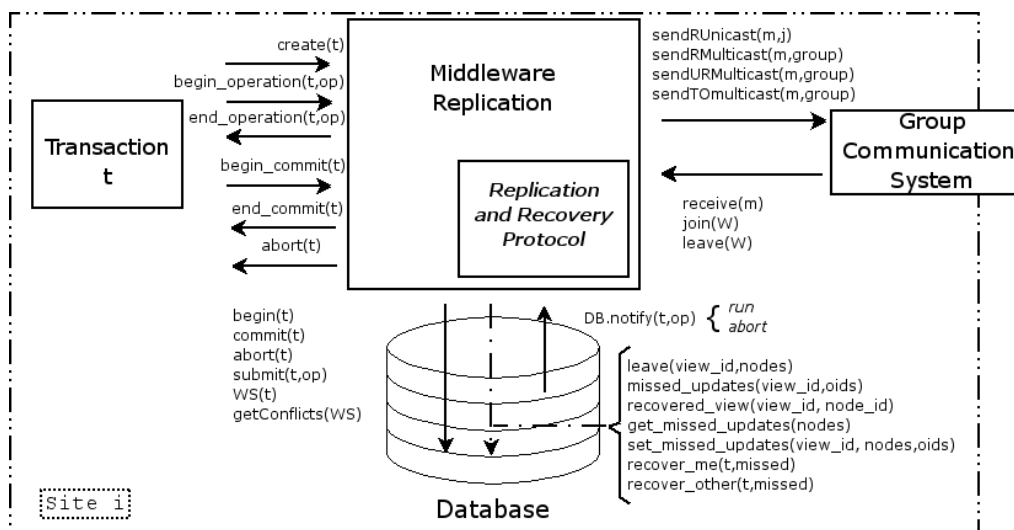 create(t)
begin_operation(t,op)
end_operation(t,op)
Transaction
t
begin_commit(t)
end_commit(t)
abort(t)
Middleware
Replication
Replication
and Recovery
Protocol
sendRUnicast(m,j)
sendRMulticast(m,group)
sendURMulticast(m,group)
sendTOmulticast(m,group)
Group
Communication
System
receive(m)
join(W)
leave(W)
begin(t)
commit(t)
abort(t)
submit(t,op)
WS(t)
getConflicts(WS)
DB.notify(t,op) { run
abort
leave(view_id,nodes)
missed_updates(view_id,oids)
recovered_view(view_id, node_id)
get_missed_updates(nodes)
set_missed_updates(view_id, nodes,oids)
recover_me(t,missed)
recover_other(t,missed)
Database
Site i